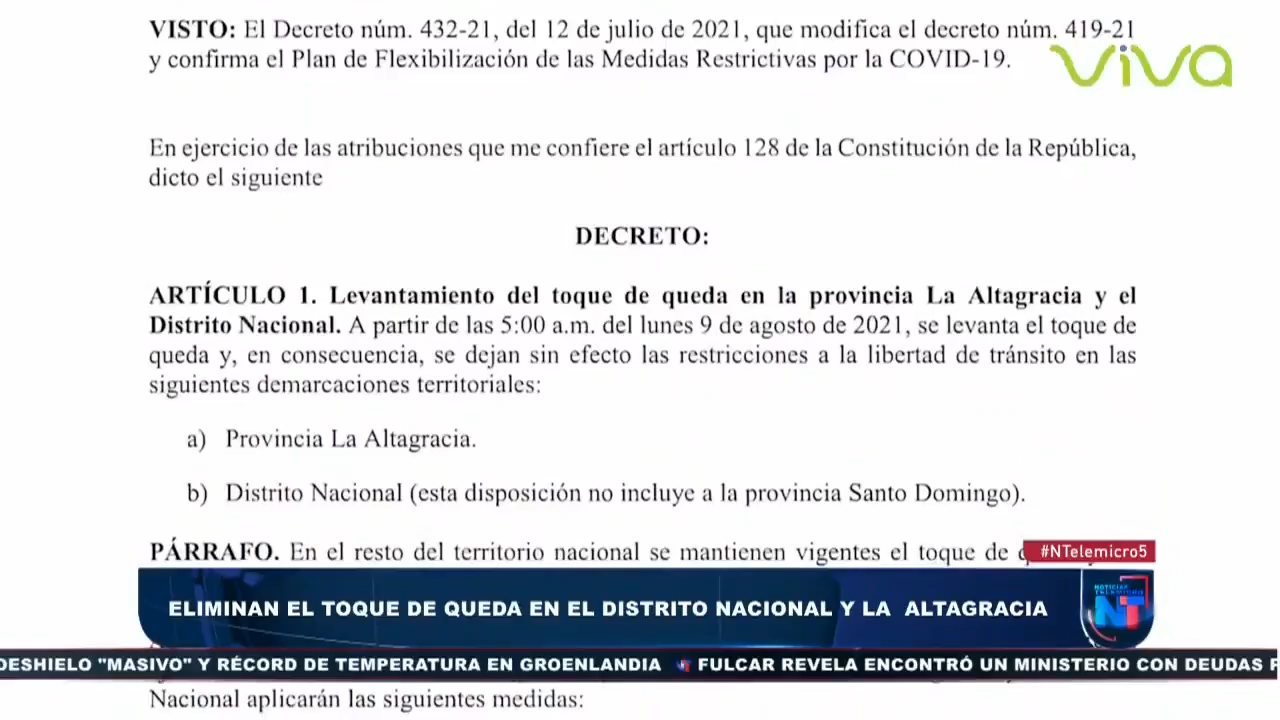 VISTO: El Decreto núm. 432-21, del 12 de julio de 2021, que modifica el decreto núm. 419-21
y confirma el Plan de Flexibilización de las Medidas Restrictivas por la COVID-19.
viva
En ejercicio de las atribuciones que me confiere el artículo 128 de la Constitución de la República,
dicto el siguiente
DECRETO:
ARTÍCULO 1. Levantamiento del toque de queda en la provincia La Altagracia y el
Distrito Nacional. A partir de las 5:00 a.m. del lunes 9 de agosto de 2021, se levanta el toque de
queda y, en consecuencia, se dejan sin efecto las restricciones a la libertad de tránsito en las
siguientes demarcaciones territoriales:
a) Provincia La Altagracia.
b) Distrito Nacional (esta disposición no incluye a la provincia Santo Domingo).
PÁRRAFO. En el resto del territorio nacional se mantienen vigentes el toque de
#NTelemicro5
ELIMINAN EL TOQUE DE QUEDA EN EL DISTRITO NACIONAL Y LA ALTAGRACIA
NOTICIAS
TELEMICRO
NT
DESHIELO "MASIVO" Y RÉCORD DE TEMPERATURA EN GROENLANDIA NT FULCAR REVELA ENCONTRÓ UN MINISTERIO CON DEUDAS
Nacional aplicarán las siguientes medidas: